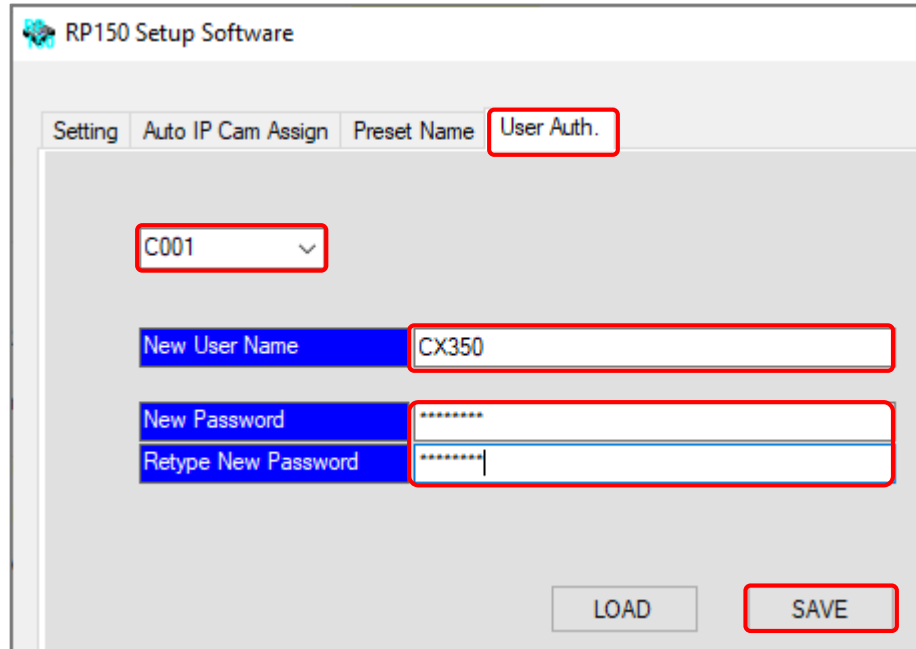 RP150 Setup Software
Setting Auto IP Cam Assign Preset Name User Auth.
C001
New User Name CX350
New Password ********
Retype New Password ********
LOAD SAVE